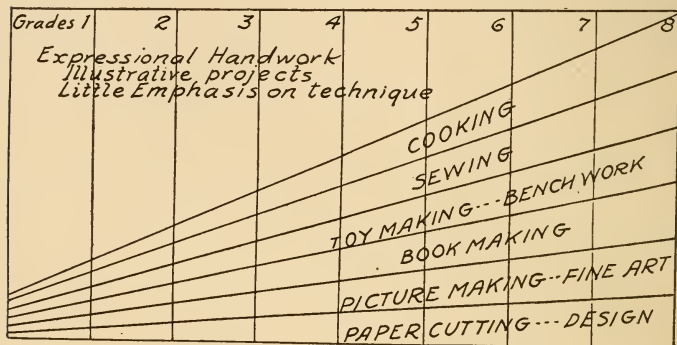 Grades 1 2 3 4 5 6 7 8
Expressional Handwork
Illustrative projects
Little Emphasis on technique
COOKING
SEWING
TOY MAKING---BENCH WORK
BOOK MAKING
PICTURE MAKING--FINE ART
PAPER CUTTING---DESIGN